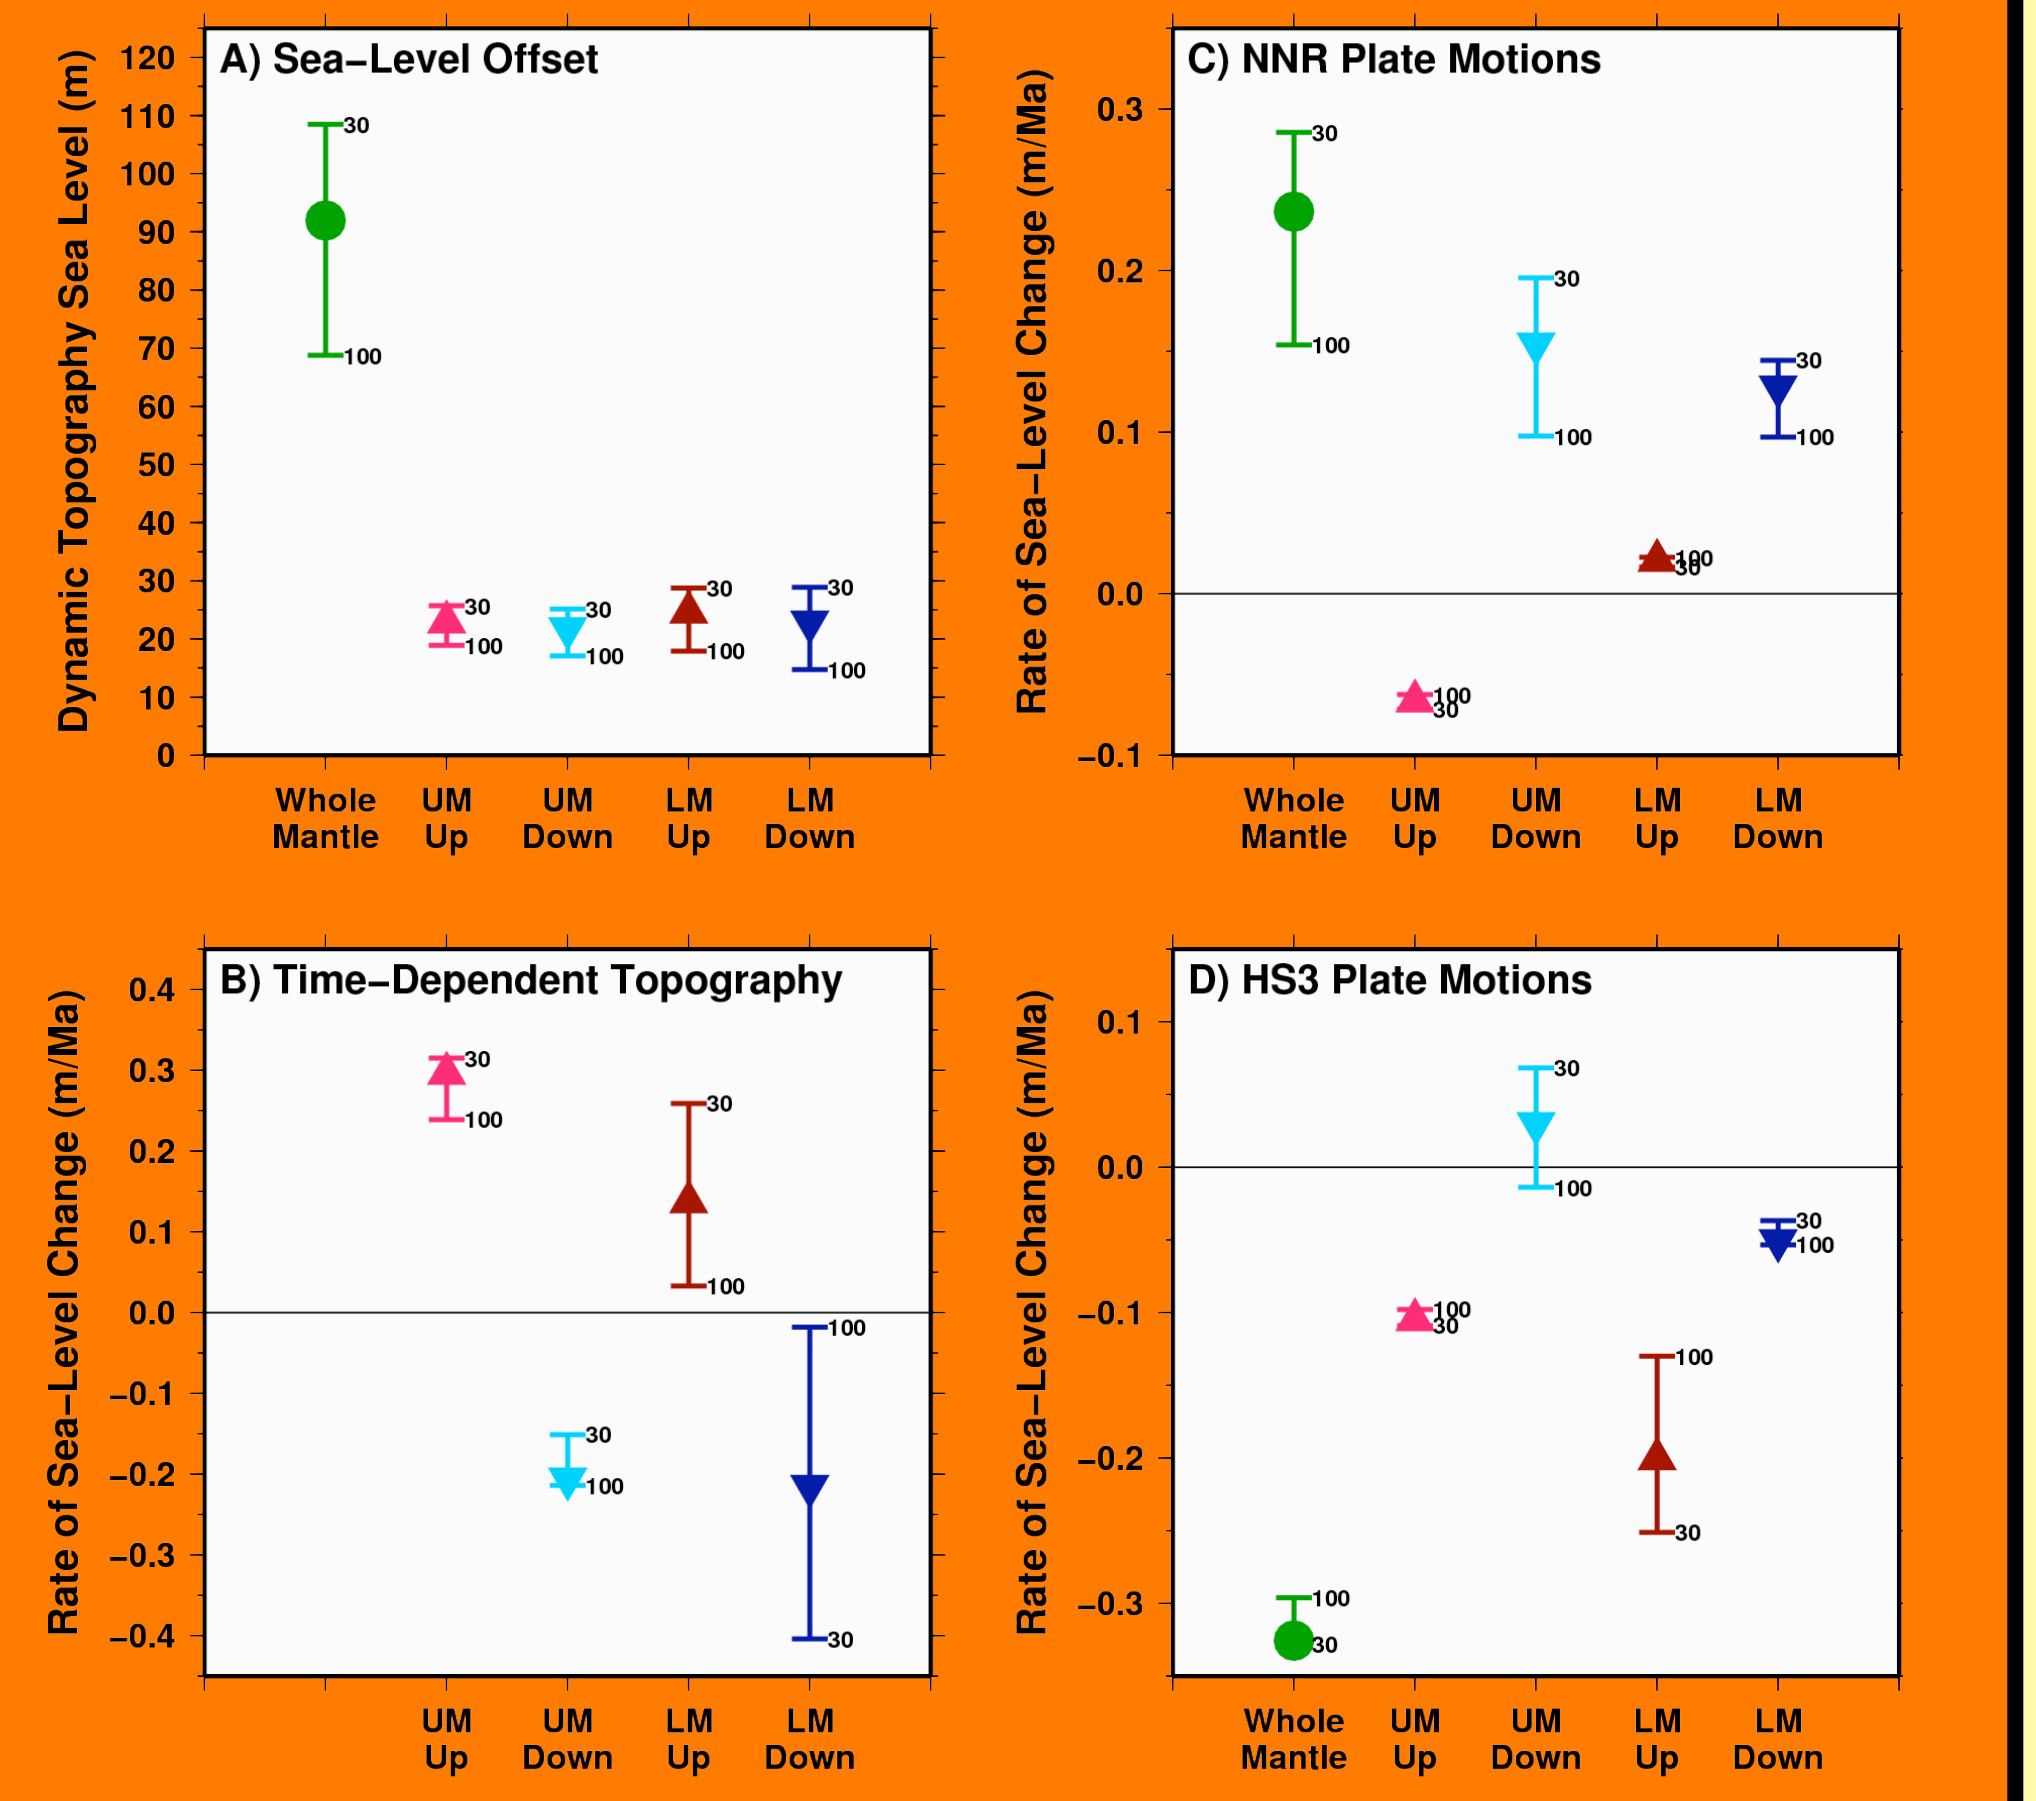 A) Sea–Level Offset
Dynamic Topography Sea Level (m)
120
110
100
90
80
70
60
50
40
30
20
10
0
30
100
30
100
30
100
30
100
30
100
Whole Mantle
UM Up
UM Down
LM Up
LM Down
C) NNR Plate Motions
Rate of Sea–Level Change (m/Ma)
0.3
0.2
0.1
0.0
–0.1
30
100
100
30
30
100
100
30
30
100
Whole Mantle
UM Up
UM Down
LM Up
LM Down
B) Time–Dependent Topography
Rate of Sea–Level Change (m/Ma)
0.4
0.3
0.2
0.1
0.0
–0.1
–0.2
–0.3
–0.4
30
100
30
100
30
100
100
30
UM Up
UM Down
LM Up
LM Down
D) HS3 Plate Motions
Rate of Sea–Level Change (m/Ma)
0.1
0.0
–0.1
–0.2
–0.3
100
30
100
30
30
100
100
30
30
100
Whole Mantle
UM Up
UM Down
LM Up
LM Down